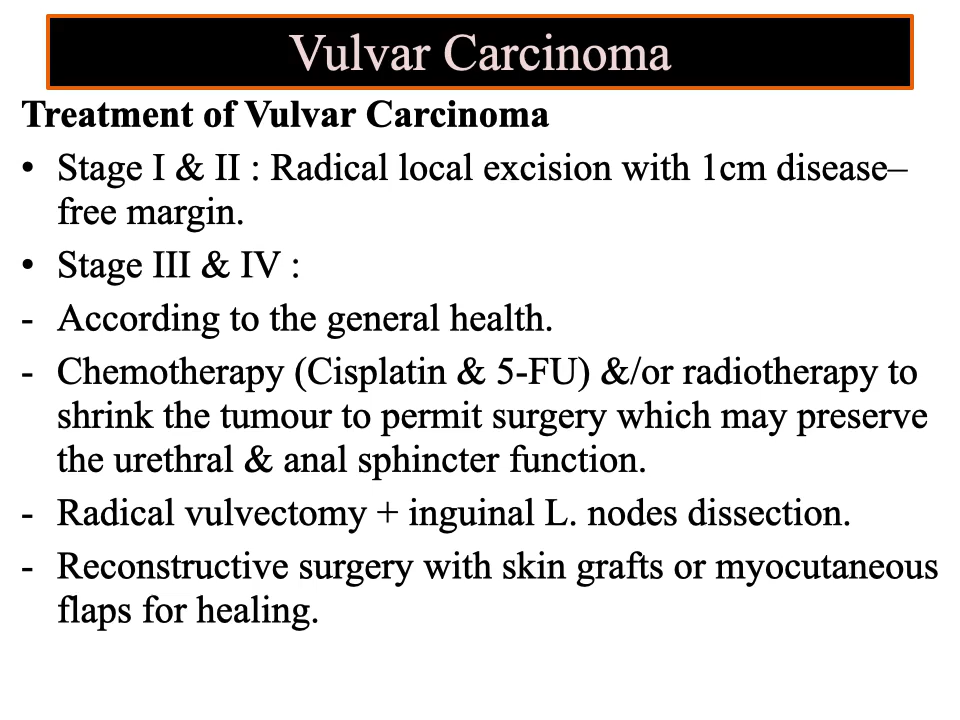 Vulvar Carcinoma
Treatment of Vulvar Carcinoma
• Stage I & II : Radical local excision with 1cm disease–
free margin.
• Stage III & IV :
- According to the general health.
- Chemotherapy (Cisplatin & 5-FU) &/or radiotherapy to
shrink the tumour to permit surgery which may preserve
the urethral & anal sphincter function.
- Radical vulvectomy + inguinal L. nodes dissection.
- Reconstructive surgery with skin grafts or myocutaneous
flaps for healing.